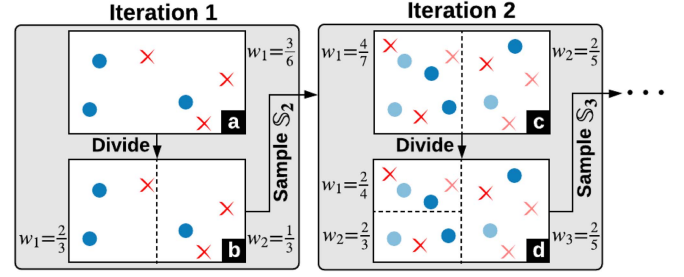 Iteration 1
Iteration 2
w₁=3/6
a
Divide
w₁=2/3
b
w₂=1/3
Sample 𝕊₂
w₁=4/7
w₂=2/5
c
Divide
w₁=2/4
w₂=2/3
d
w₃=2/5
Sample 𝕊₃
...